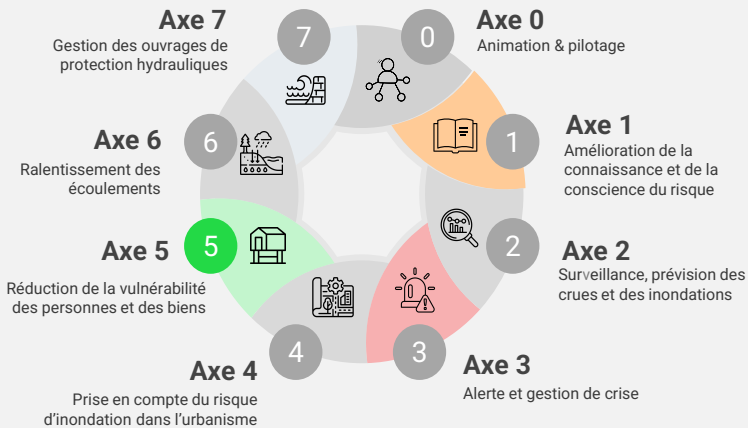 0
Axe 0
Animation & pilotage
1
Axe 1
Amélioration de la
connaissance et de la
conscience du risque
2
Axe 2
Surveillance, prévision des
crues et des inondations
3
Axe 3
Alerte et gestion de crise
4
Axe 4
Prise en compte du risque
d'inondation dans l'urbanisme
5
Axe 5
Réduction de la vulnérabilité
des personnes et des biens
6
Axe 6
Ralentissement des
écoulements
7
Axe 7
Gestion des ouvrages de
protection hydrauliques